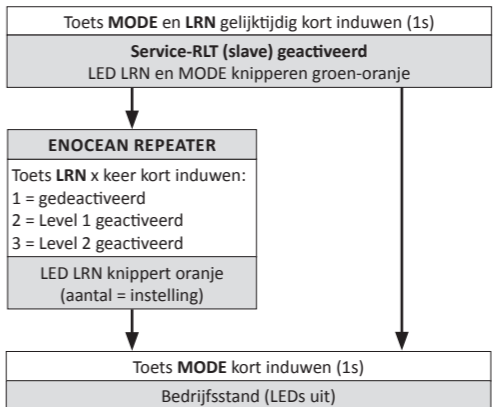 Toets MODE en LRN gelijktijdig kort induwen (1s)
Service-RLT (slave) geactiveerd
LED LRN en MODE knipperen groen-oranje
ENOCEAN REPEATER
Toets LRN x keer kort induwen:
1 = gedeactiveerd
2 = Level 1 geactiveerd
3 = Level 2 geactiveerd
LED LRN knippert oranje
(aantal = instelling)
Toets MODE kort induwen (1s)
Bedrijfsstand (LEDs uit)